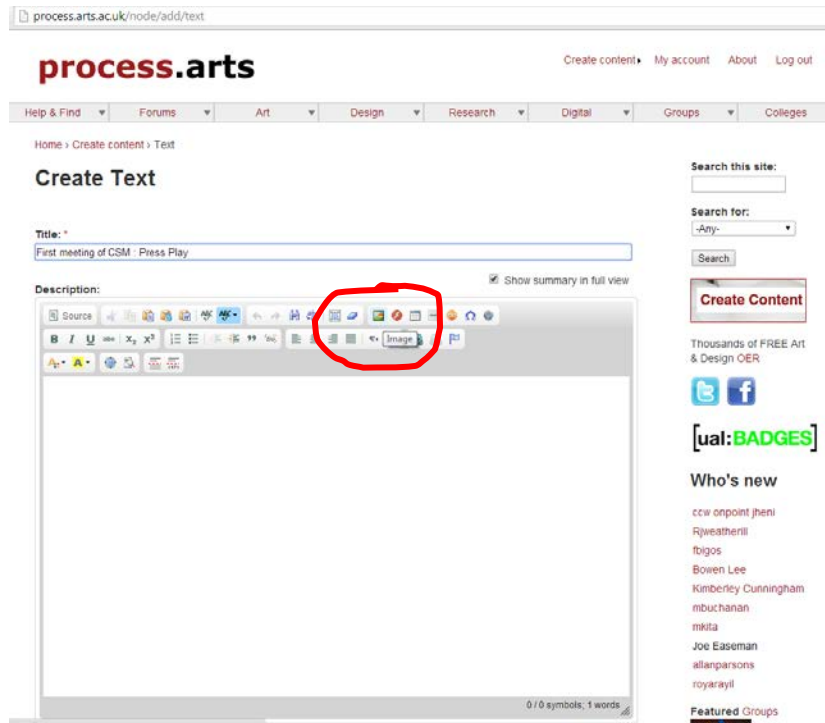 process.arts.ac.uk/node/add/text
process.arts
Create content My account About Log out
Help & Find Forums Art Design Research Digital Groups Colleges
Home › Create content › Text
Create Text
Title: *
First meeting of CSM : Press Play
Show summary in full view
Description:
Source
B I U abc X₂ X²
Image
0 / 0 symbols; 1 words
Search this site:
Search for:
-Any-
Search
Create Content
Thousands of FREE Art
& Design OER
[ual:BADGES]
Who's new
ccw onpoint jheni
Rjweatherill
fbigos
Bowen Lee
Kimberley Cunningham
mbuchanan
mkita
Joe Easeman
allanparsons
royarayil
Featured Groups